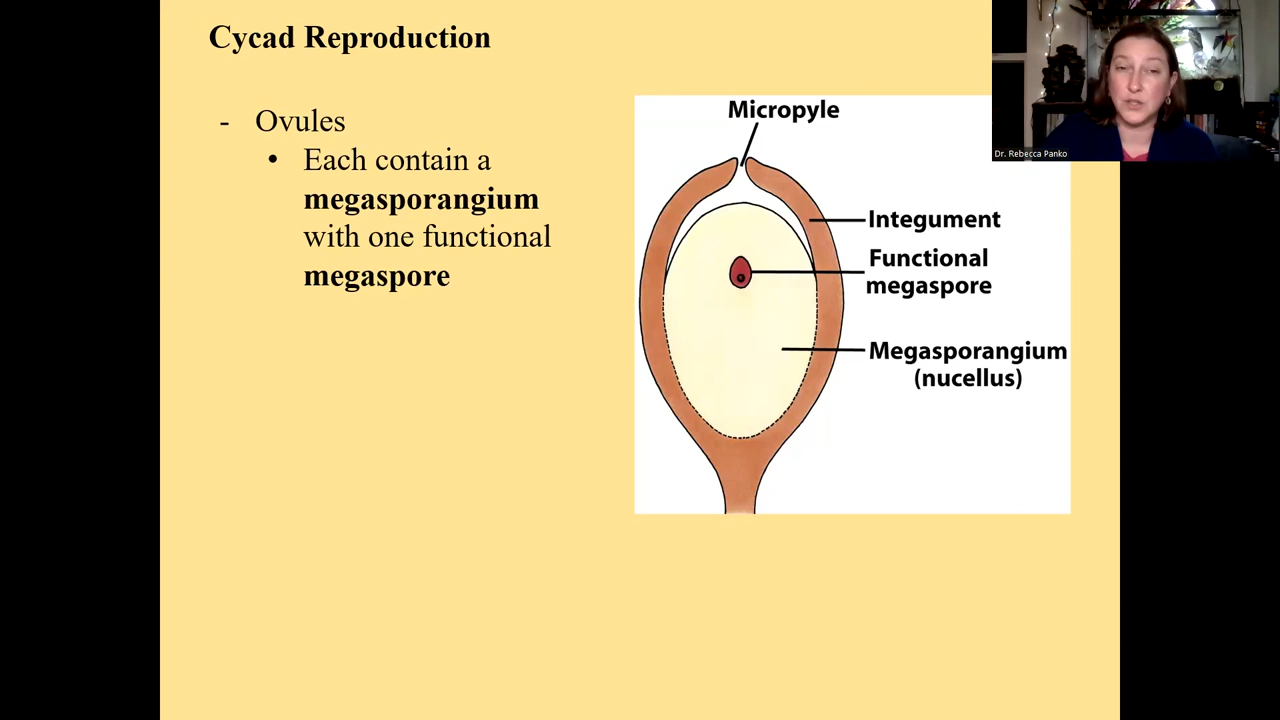 Cycad Reproduction
- Ovules
• Each contain a
megasporangium
with one functional
megaspore
Micropyle
Integument
Functional
megaspore
Megasporangium
(nucellus)
Dr. Rebecca Panko